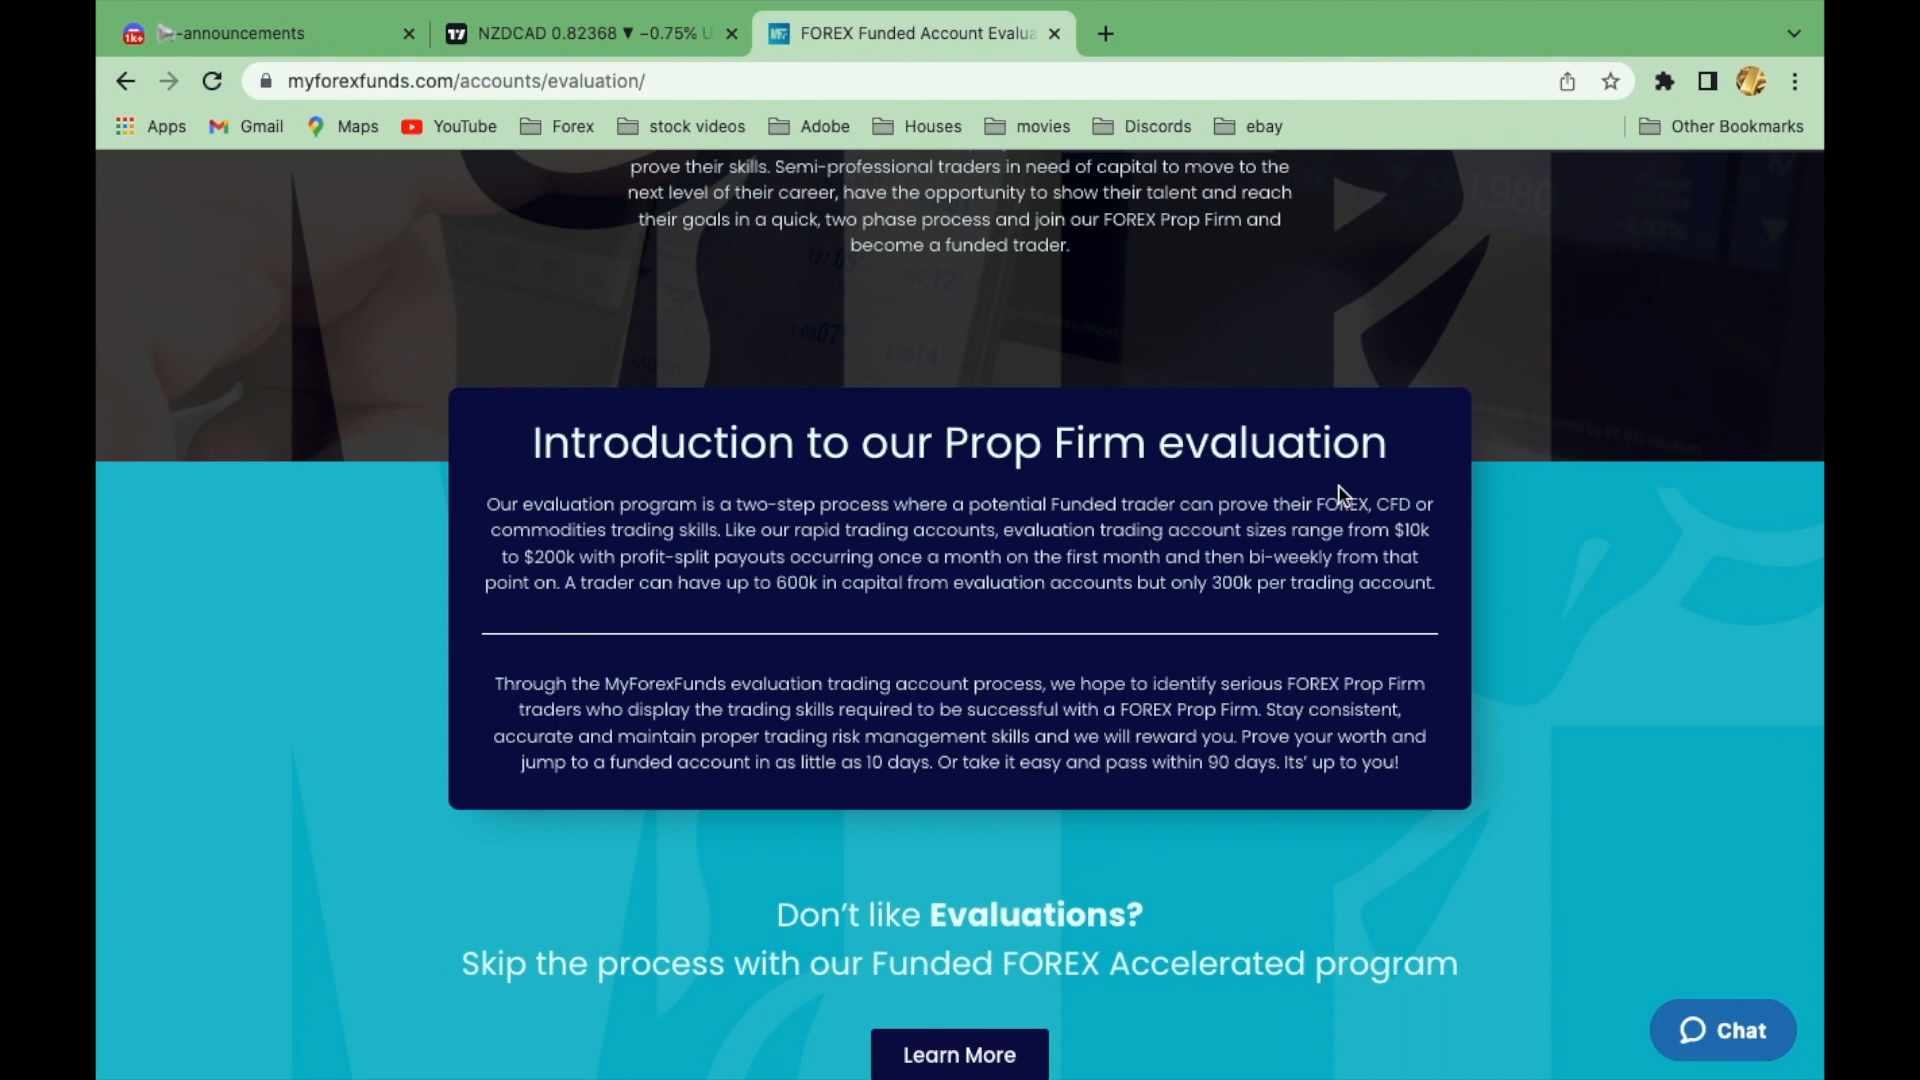 1k+
-announcements
NZDCAD 0.82368 ▼ −0.75% U
FOREX Funded Account Evalua
myforexfunds.com/accounts/evaluation/
Apps
Gmail
Maps
YouTube
Forex
stock videos
Adobe
Houses
movies
Discords
ebay
Other Bookmarks
prove their skills. Semi-professional traders in need of capital to move to the
next level of their career, have the opportunity to show their talent and reach
their goals in a quick, two phase process and join our FOREX Prop Firm and
become a funded trader.
Introduction to our Prop Firm evaluation
Our evaluation program is a two-step process where a potential Funded trader can prove their FOREX, CFD or
commodities trading skills. Like our rapid trading accounts, evaluation trading account sizes range from $10k
to $200k with profit-split payouts occurring once a month on the first month and then bi-weekly from that
point on. A trader can have up to 600k in capital from evaluation accounts but only 300k per trading account.
Through the MyForexFunds evaluation trading account process, we hope to identify serious FOREX Prop Firm
traders who display the trading skills required to be successful with a FOREX Prop Firm. Stay consistent,
accurate and maintain proper trading risk management skills and we will reward you. Prove your worth and
jump to a funded account in as little as 10 days. Or take it easy and pass within 90 days. Its' up to you!
Don't like Evaluations?
Skip the process with our Funded FOREX Accelerated program
Learn More
Chat